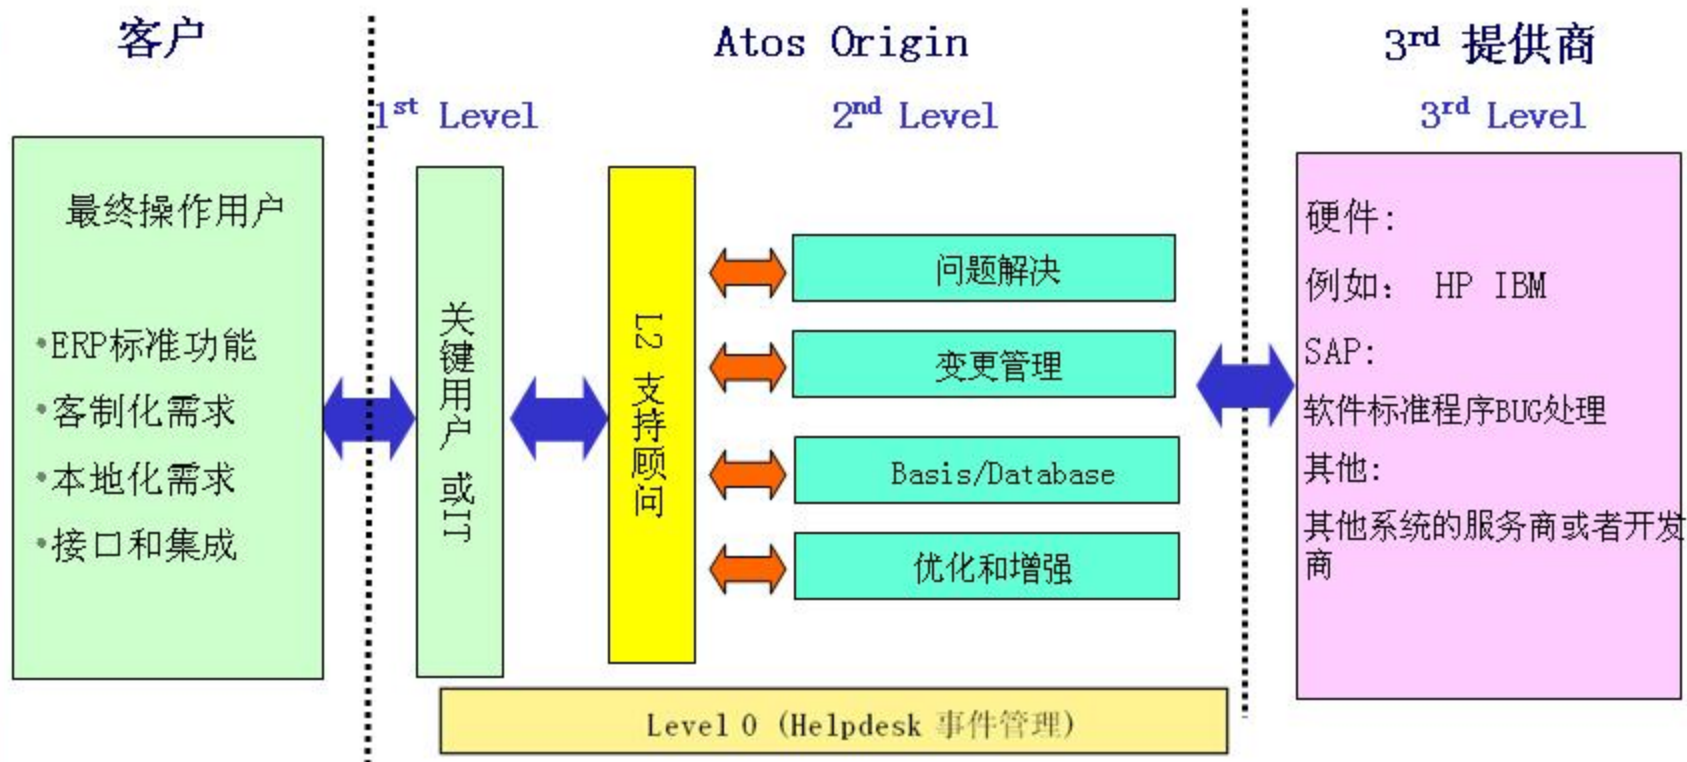 客户
Atos Origin
3rd 提供商
1st Level
2nd Level
3rd Level
最终操作用户
•ERP标准功能
•客制化需求
•本地化需求
•接口和集成
关键用户 或IT
L2 支持顾问
问题解决
变更管理
Basis/Database
优化和增强
硬件:
例如: HP IBM
SAP:
软件标准程序BUG处理
其他:
其他系统的服务商或者开发
商
Level 0 (Helpdesk 事件管理)